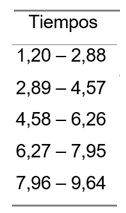 Tiempos
1,20 – 2,88
2,89 – 4,57
4,58 – 6,26
6,27 – 7,95
7,96 – 9,64